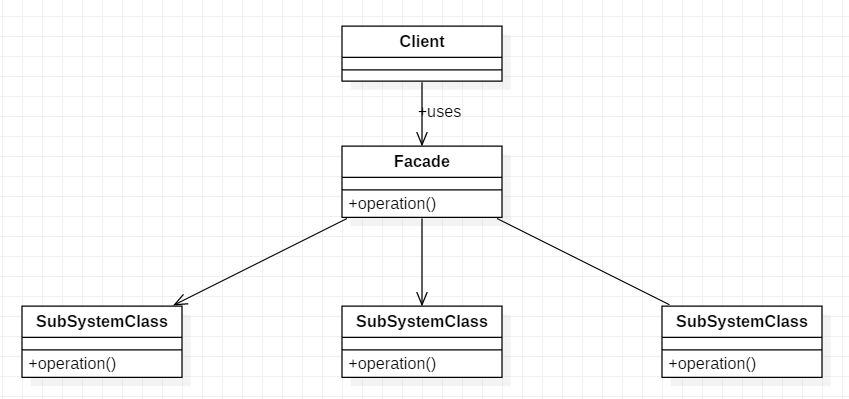 Client
+uses
Facade
+operation()
SubSystemClass
SubSystemClass
SubSystemClass
+operation()
+operation()
+operation()